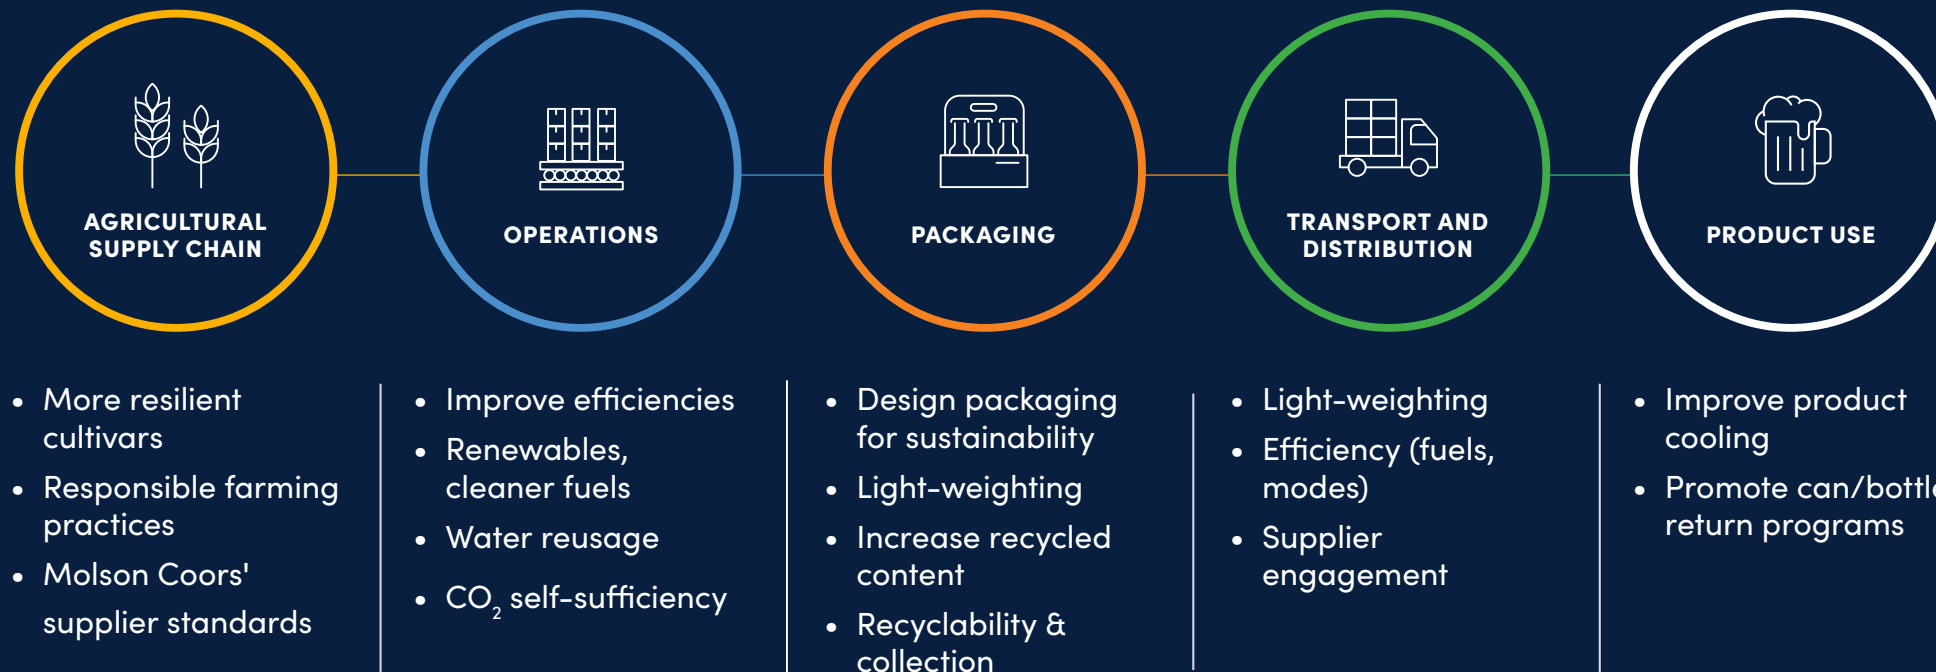 AGRICULTURAL
SUPPLY CHAIN
• More resilient
cultivars
• Responsible farming
practices
• Molson Coors'
supplier standards
OPERATIONS
• Improve efficiencies
• Renewables,
cleaner fuels
• Water reusage
• CO₂ self-sufficiency
PACKAGING
• Design packaging
for sustainability
• Light-weighting
• Increase recycled
content
• Recyclability &
collection
TRANSPORT AND
DISTRIBUTION
• Light-weighting
• Efficiency (fuels,
modes)
• Supplier
engagement
PRODUCT USE
• Improve product
cooling
• Promote can/bottle
return programs